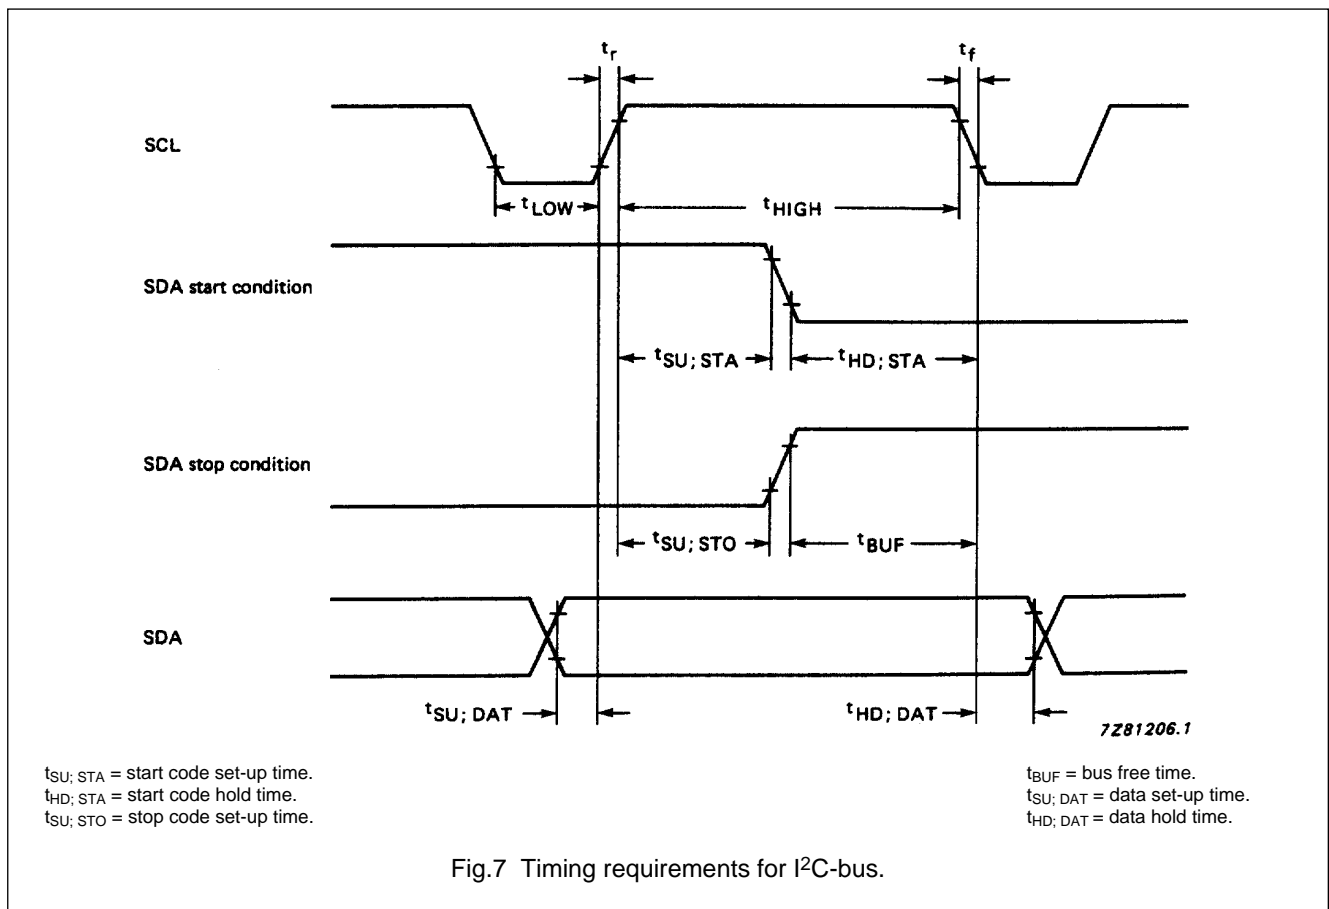 tr tf
SCL
tLOW tHIGH
SDA start condition
tSU; STA tHD; STA
SDA stop condition
tSU; STO tBUF
SDA
tSU; DAT tHD; DAT
7Z81206.1
tSU; STA = start code set-up time.
tHD; STA = start code hold time.
tSU; STO = stop code set-up time.
tBUF = bus free time.
tSU; DAT = data set-up time.
tHD; DAT = data hold time.
Fig.7 Timing requirements for I2C-bus.